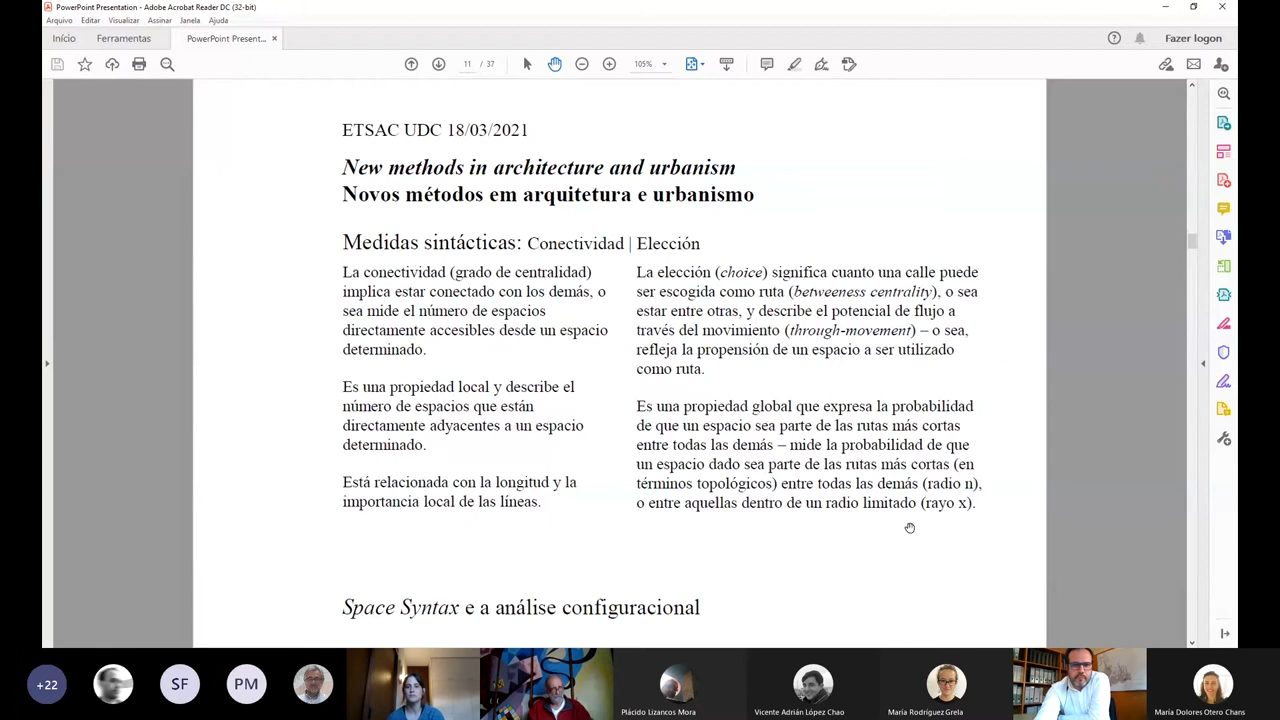 PowerPoint Presentation - Adobe Acrobat Reader DC (32-bit)
Arquivo Editar Visualizar Assinar Janela Ajuda
Início Ferramentas PowerPoint Present... × Fazer logon
11 / 37 105%
ETSAC UDC 18/03/2021
New methods in architecture and urbanism
Novos métodos em arquitetura e urbanismo
Medidas sintácticas: Conectividad | Elección
La conectividad (grado de centralidad)
implica estar conectado con los demás, o
sea mide el número de espacios
directamente accesibles desde un espacio
determinado.
Es una propiedad local y describe el
número de espacios que están
directamente adyacentes a un espacio
determinado.
Está relacionada con la longitud y la
importancia local de las líneas.
La elección (choice) significa cuanto una calle puede
ser escogida como ruta (betweeness centrality), o sea
estar entre otras, y describe el potencial de flujo a
través del movimiento (through-movement) – o sea,
refleja la propensión de un espacio a ser utilizado
como ruta.
Es una propiedad global que expresa la probabilidad
de que un espacio sea parte de las rutas más cortas
entre todas las demás – mide la probabilidad de que
un espacio dado sea parte de las rutas más cortas (en
términos topológicos) entre todas las demás (radio n),
o entre aquellas dentro de un radio limitado (rayo x).
Space Syntax e a análise configuracional
+22 SF PM
Plácido Lizancos Mora Vicente Adrián López Chao María Rodríguez Grela María Dolores Otero Chans